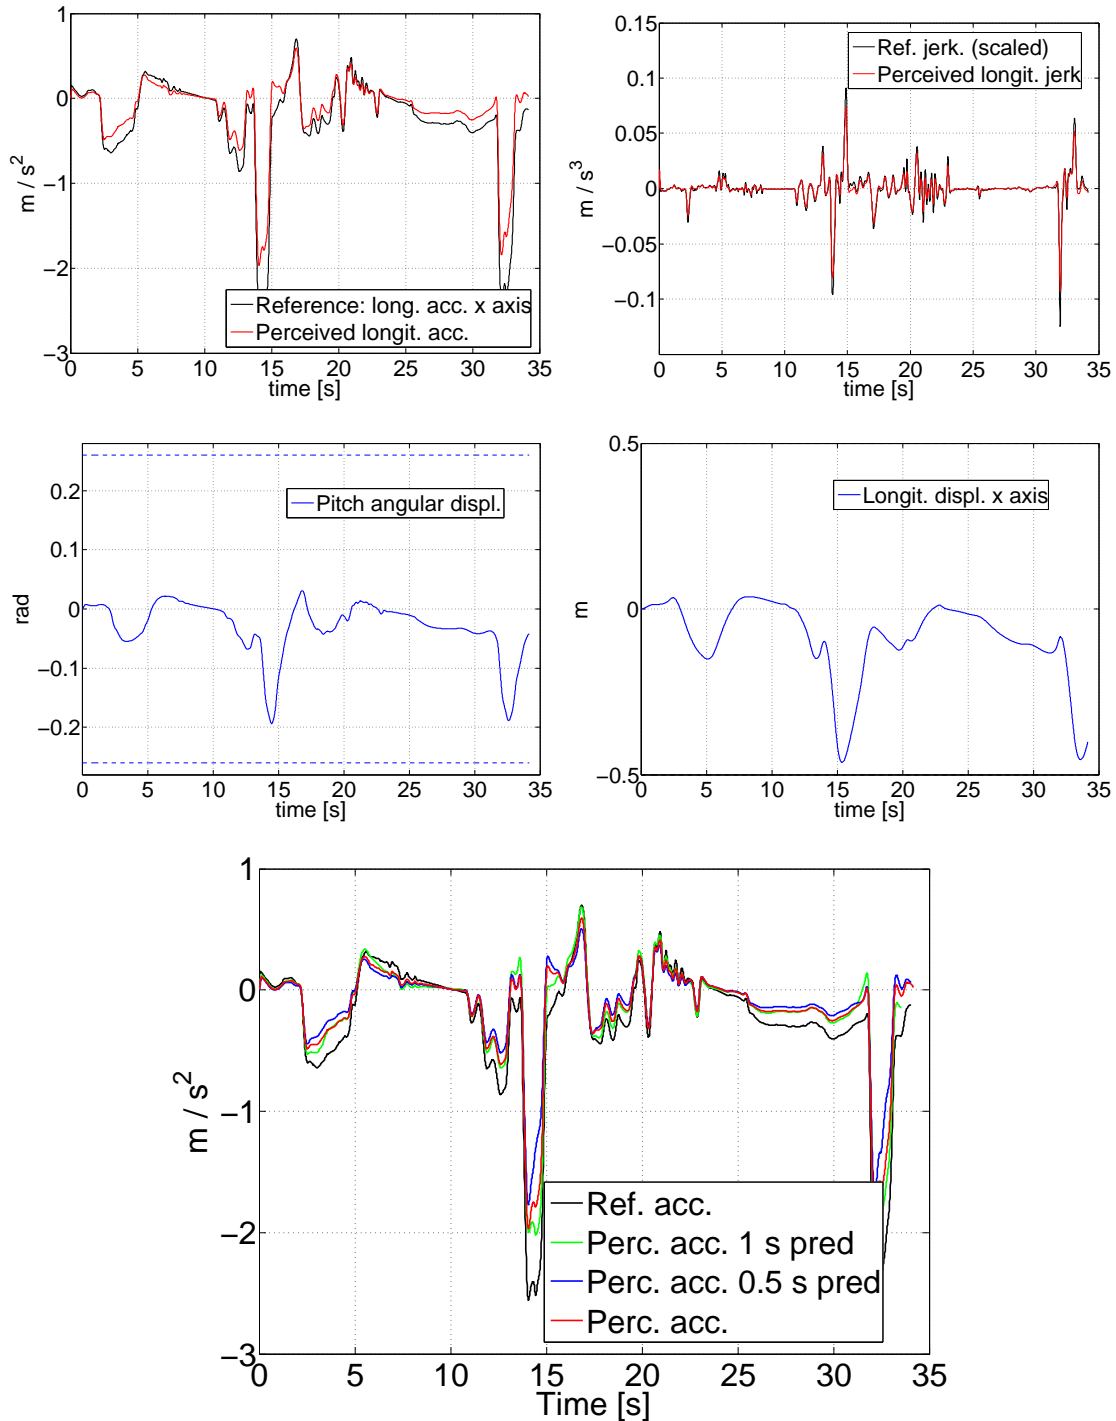 1
0
−1
−2
−3
m / s2
0 5 10 15 20 25 30 35
time [s]
Reference: long. acc. x axis
Perceived longit. acc.
0.15
0.1
0.05
0
−0.05
−0.1
m / s3
0 5 10 15 20 25 30 35
time [s]
Ref. jerk. (scaled)
Perceived longit. jerk
0.2
0.1
0
−0.1
−0.2
rad
0 5 10 15 20 25 30 35
time [s]
Pitch angular displ.
0.5
0
−0.5
m
0 5 10 15 20 25 30 35
time [s]
Longit. displ. x axis
1
0
−1
−2
−3
m / s2
0 5 10 15 20 25 30 35
Time [s]
Ref. acc.
Perc. acc. 1 s pred
Perc. acc. 0.5 s pred
Perc. acc.